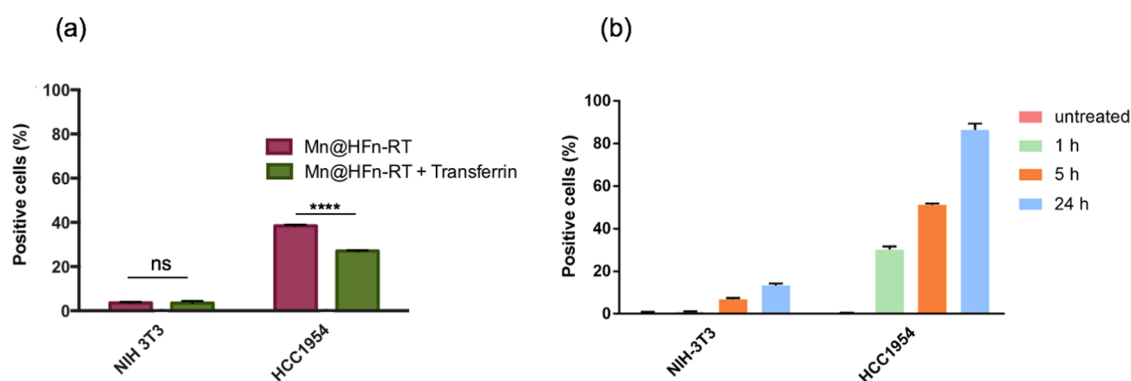 (a)
(b)
Positive cells (%)
100
80
60
40
20
0
Mn@HFn-RT
Mn@HFn-RT + Transferrin
ns
****
NIH 3T3
HCC1954
Positive cells (%)
100
80
60
40
20
0
untreated
1 h
5 h
24 h
NIH-3T3
HCC1954